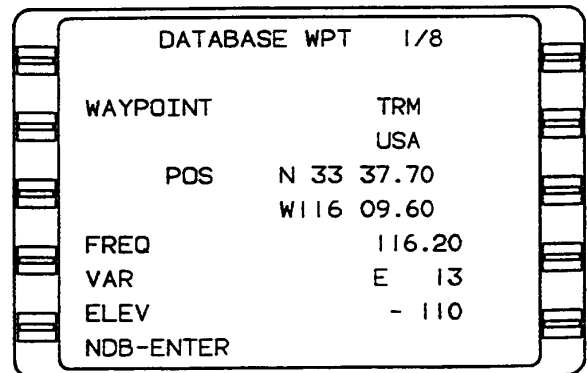 DATABASE WPT 1/8
WAYPOINT TRM
USA
POS N 33 37.70
W116 09.60
FREQ 116.20
VAR E 13
ELEV - 110
NDB-ENTER